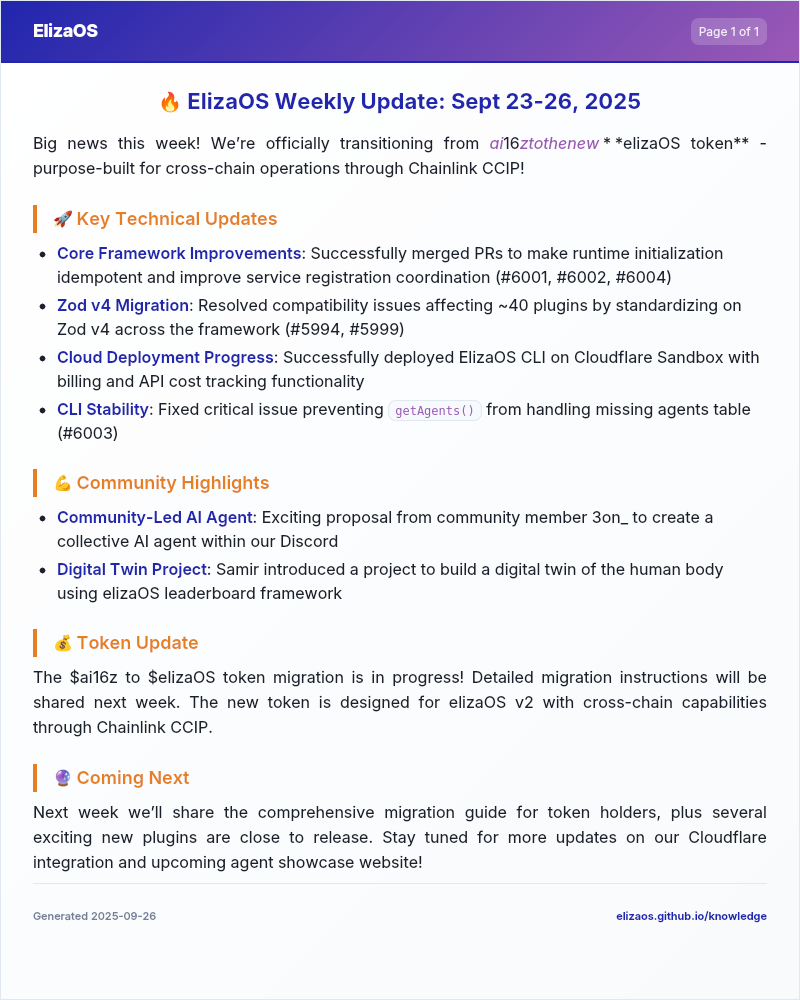 ElizaOS
Page 1 of 1
🔥 ElizaOS Weekly Update: Sept 23-26, 2025
Big news this week! We’re officially transitioning from ai16ztothenew * *elizaOS token** -
purpose-built for cross-chain operations through Chainlink CCIP!
🚀 Key Technical Updates
• Core Framework Improvements: Successfully merged PRs to make runtime initialization
idempotent and improve service registration coordination (#6001, #6002, #6004)
• Zod v4 Migration: Resolved compatibility issues affecting ~40 plugins by standardizing on
Zod v4 across the framework (#5994, #5999)
• Cloud Deployment Progress: Successfully deployed ElizaOS CLI on Cloudflare Sandbox with
billing and API cost tracking functionality
• CLI Stability: Fixed critical issue preventing getAgents() from handling missing agents table
(#6003)
💪 Community Highlights
• Community-Led AI Agent: Exciting proposal from community member 3on_ to create a
collective AI agent within our Discord
• Digital Twin Project: Samir introduced a project to build a digital twin of the human body
using elizaOS leaderboard framework
💰 Token Update
The $ai16z to $elizaOS token migration is in progress! Detailed migration instructions will be
shared next week. The new token is designed for elizaOS v2 with cross-chain capabilities
through Chainlink CCIP.
🔮 Coming Next
Next week we’ll share the comprehensive migration guide for token holders, plus several
exciting new plugins are close to release. Stay tuned for more updates on our Cloudflare
integration and upcoming agent showcase website!
Generated 2025-09-26
elizaos.github.io/knowledge